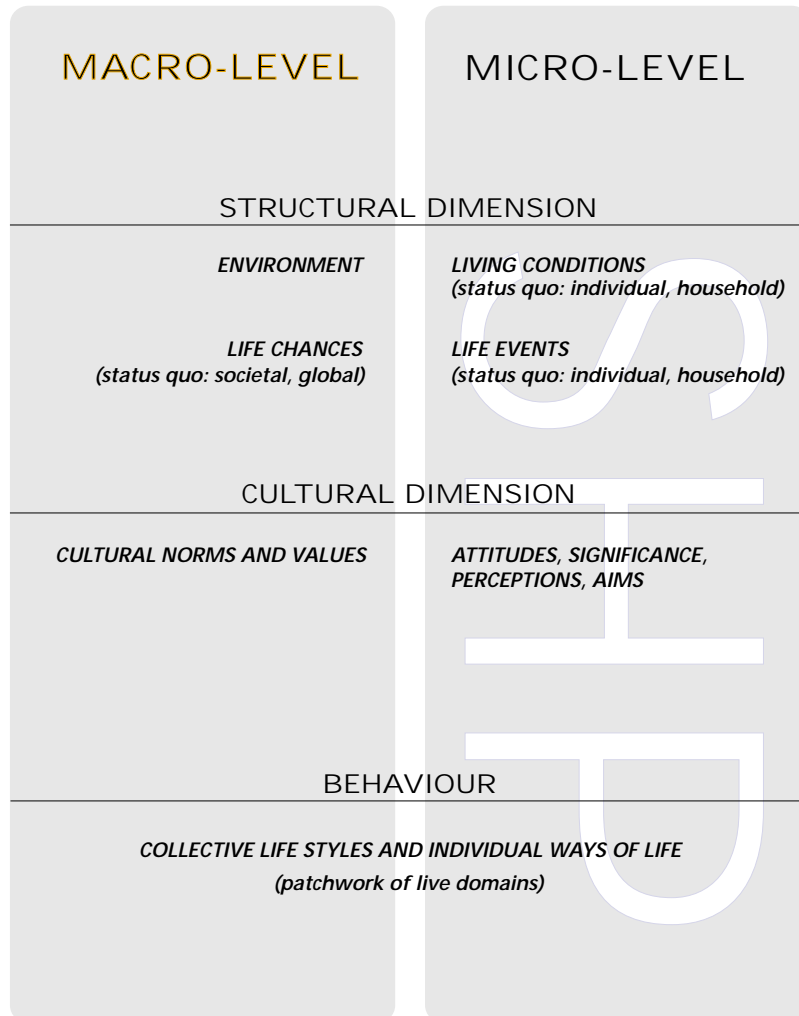 MACRO-LEVEL
MICRO-LEVEL
STRUCTURAL DIMENSION
ENVIRONMENT
LIVING CONDITIONS
(status quo: individual, household)
LIFE CHANCES
(status quo: societal, global)
LIFE EVENTS
(status quo: individual, household)
CULTURAL DIMENSION
CULTURAL NORMS AND VALUES
ATTITUDES, SIGNIFICANCE,
PERCEPTIONS, AIMS
BEHAVIOUR
COLLECTIVE LIFE STYLES AND INDIVIDUAL WAYS OF LIFE
(patchwork of live domains)
SHP